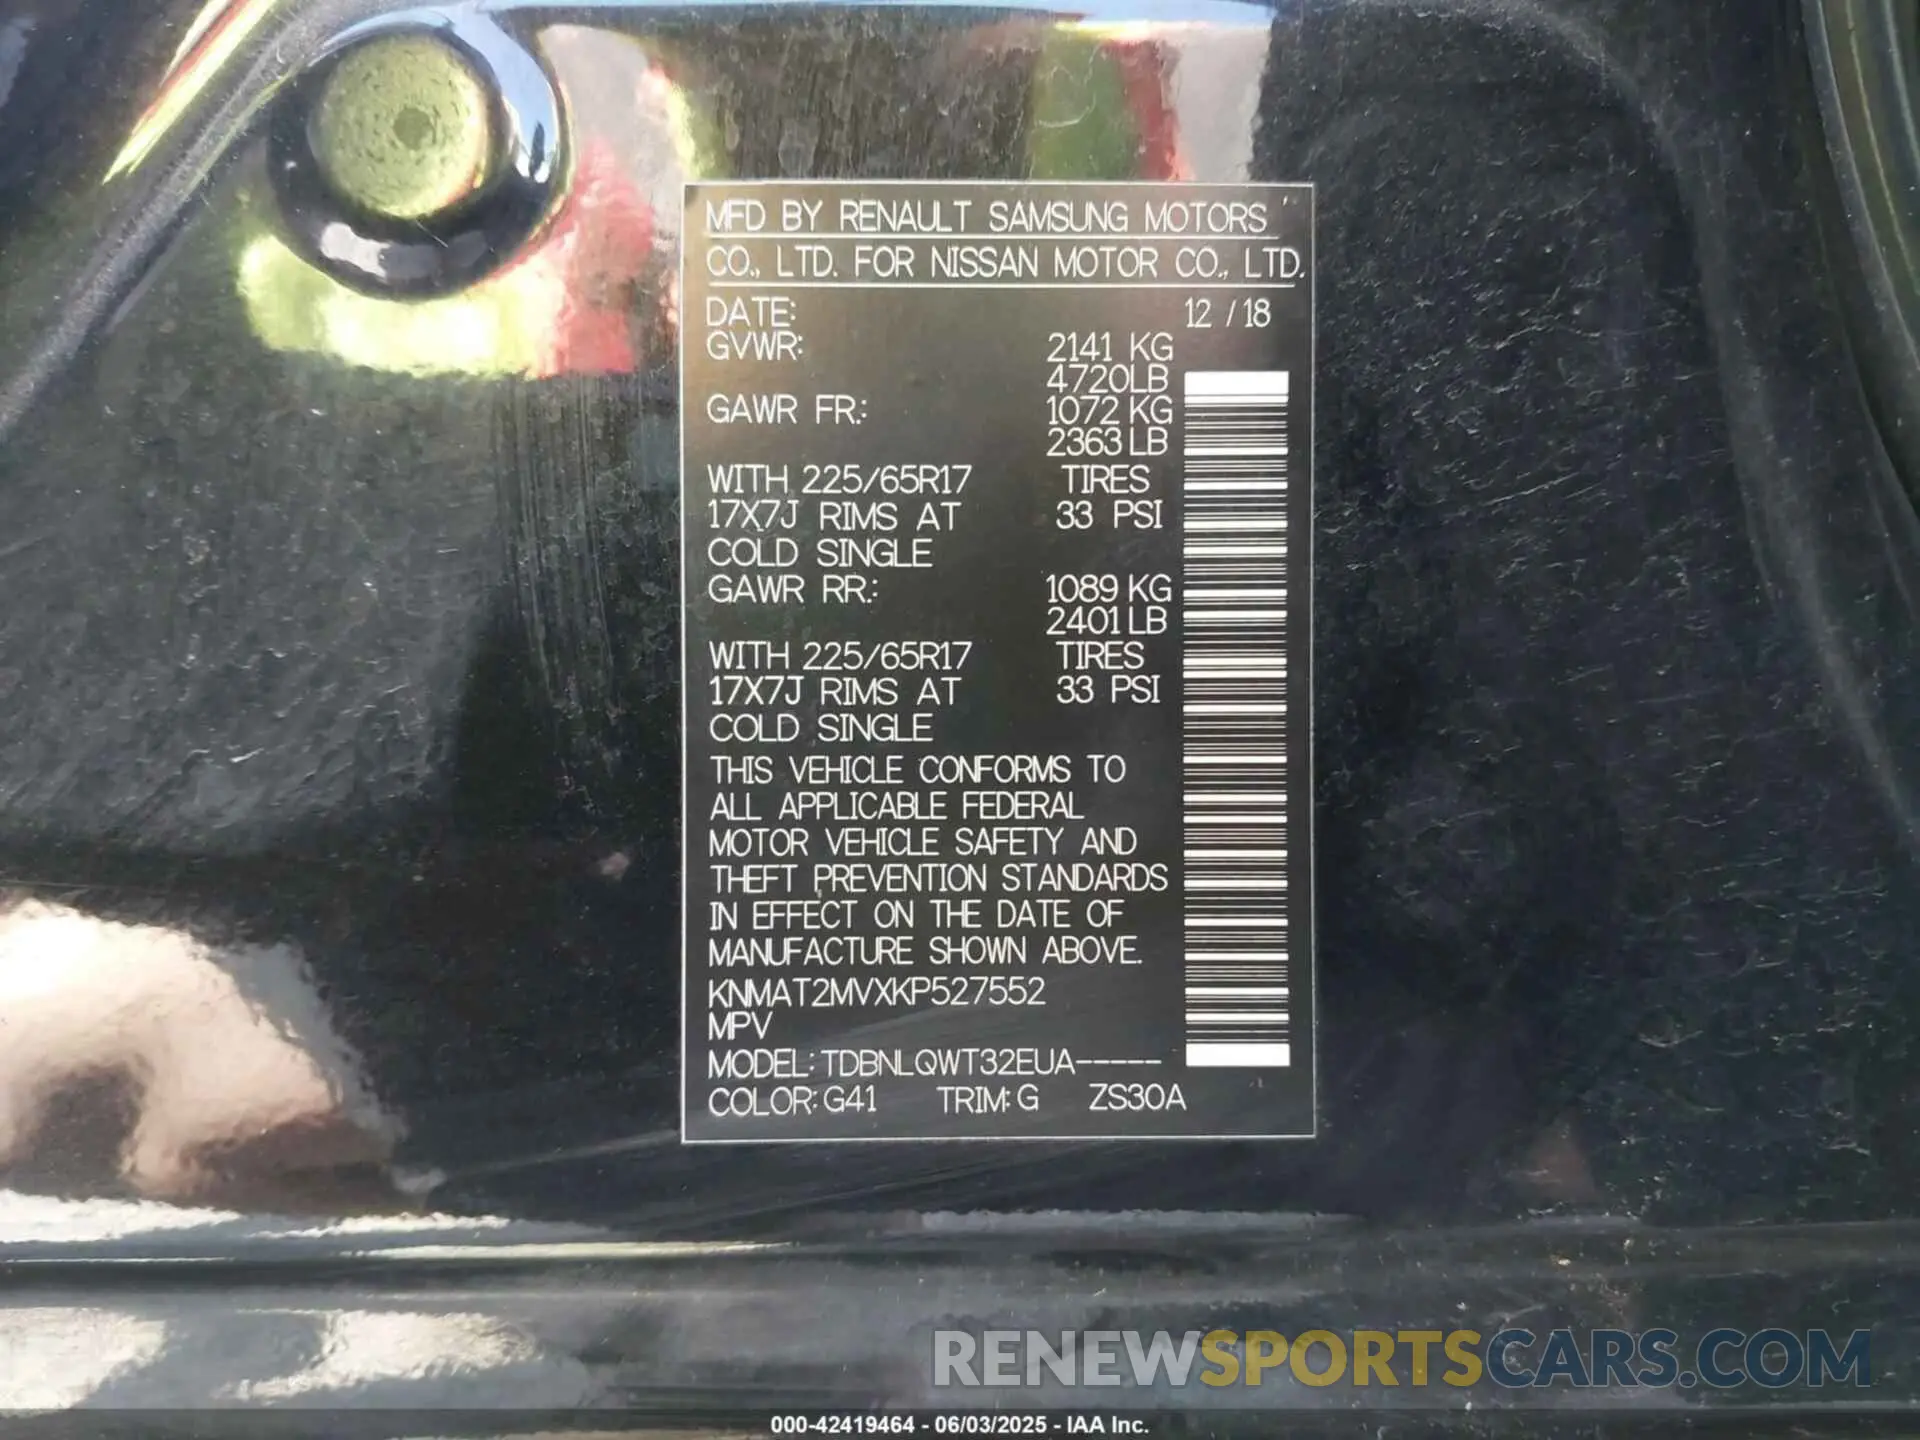 MFD BY RENAULT SAMSUNG MOTORS
CO., LTD. FOR NISSAN MOTOR CO., LTD.
DATE: 12 / 18
GVWR: 2141 KG
4720LB
GAWR FR.: 1072 KG
2363 LB
WITH 225/65R17 TIRES
17X7J RIMS AT 33 PSI
COLD SINGLE
GAWR RR.: 1089 KG
2401 LB
WITH 225/65R17 TIRES
17X7J RIMS AT 33 PSI
COLD SINGLE
THIS VEHICLE CONFORMS TO
ALL APPLICABLE FEDERAL
MOTOR VEHICLE SAFETY AND
THEFT PREVENTION STANDARDS
IN EFFECT ON THE DATE OF
MANUFACTURE SHOWN ABOVE.
KNMAT2MVXKP527552
MPV
MODEL: TDBNLQWT32EUA-----
COLOR: G41 TRIM: G ZS30A
RENEWSPORTSCARS.COM
000-42419464 - 06/03/2025 - IAA Inc.